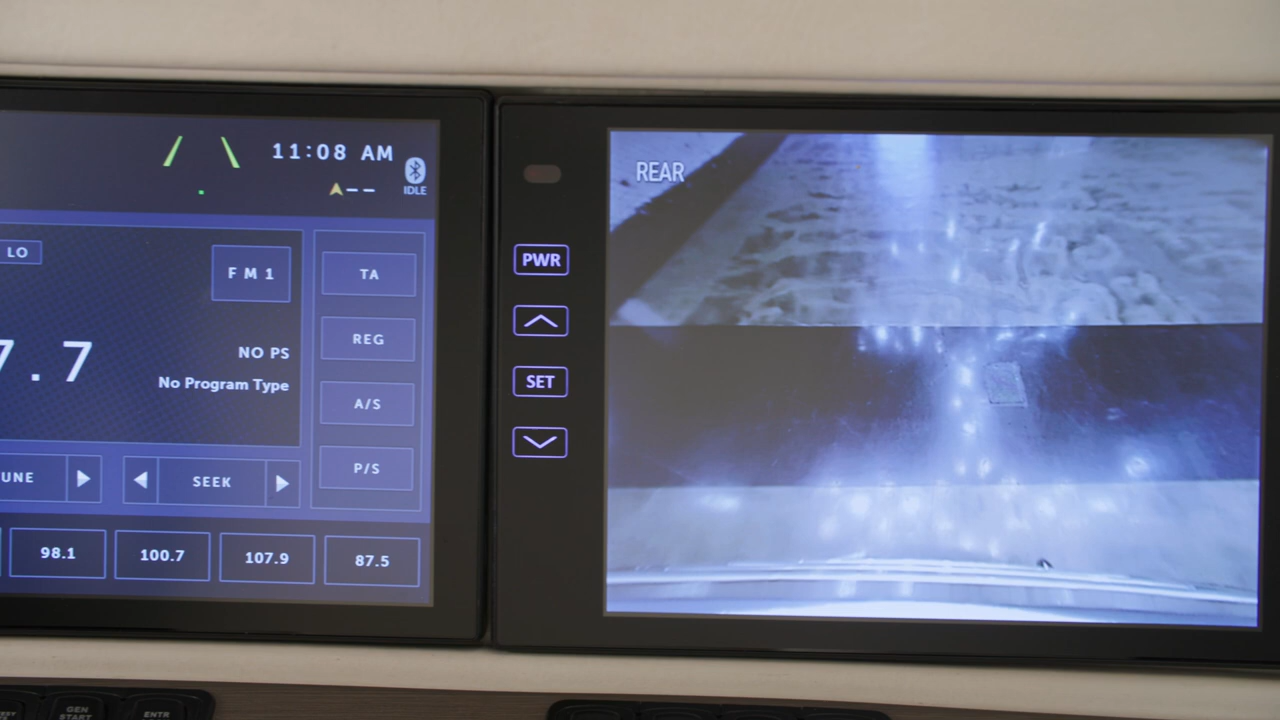 11:08 AM
IDLE
LO
FM1
TA
REG
7.7
NO PS
No Program Type
A/S
P/S
UNE
SEEK
98.1
100.7
107.9
87.5
PWR
SET
REAR
GEN
START
ENTR